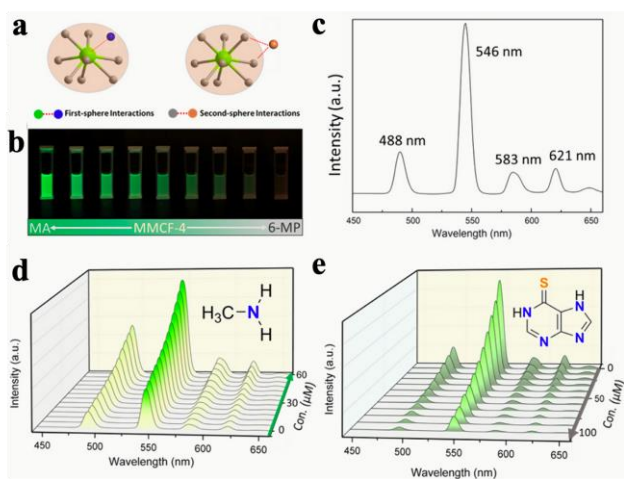 a
First-sphere Interactions
Second-sphere Interactions
b
MA
MMCF-4
6-MP
c
546 nm
488 nm
583 nm
621 nm
Intensity (a.u.)
450
500
550
600
650
Wavelength (nm)
d
H
H₃C
N
H
Intensity (a.u.)
60
30
0
Con. (μM)
450
500
550
600
650
Wavelength (nm)
e
S
H
HN
N
N
N
Intensity (a.u.)
0
50
100
Con. (μM)
450
500
550
600
650
Wavelength (nm)